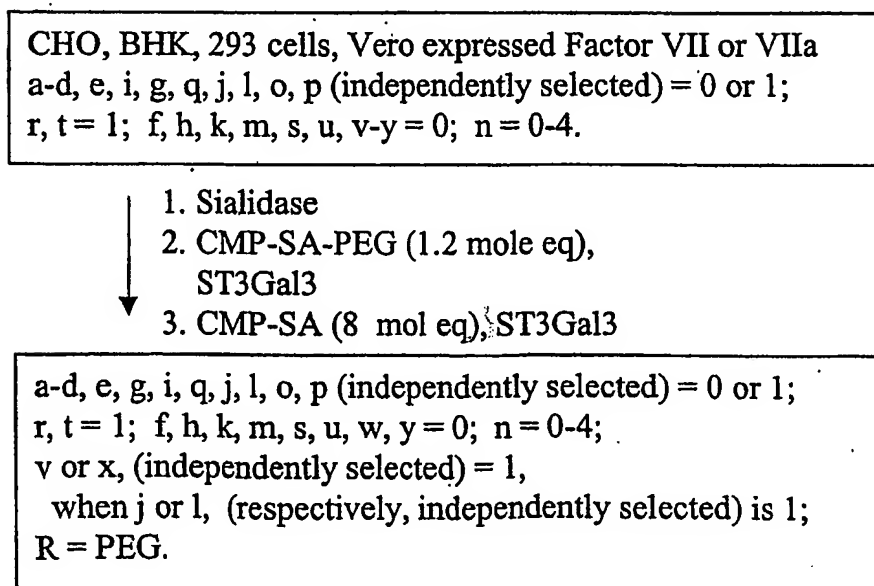 CHO, BHK, 293 cells, Vero expressed Factor VII or VIIa
a-d, e, i, g, q, j, l, o, p (independently selected) = 0 or 1;
r, t = 1; f, h, k, m, s, u, v-y = 0; n = 0-4.
1. Sialidase
2. CMP-SA-PEG (1.2 mole eq),
ST3Gal3
3. CMP-SA (8 mol eq), ST3Gal3
a-d, e, g, i, q, j, l, o, p (independently selected) = 0 or 1;
r, t = 1; f, h, k, m, s, u, w, y = 0; n = 0-4;
v or x, (independently selected) = 1,
when j or l, (respectively, independently selected) is 1;
R = PEG.